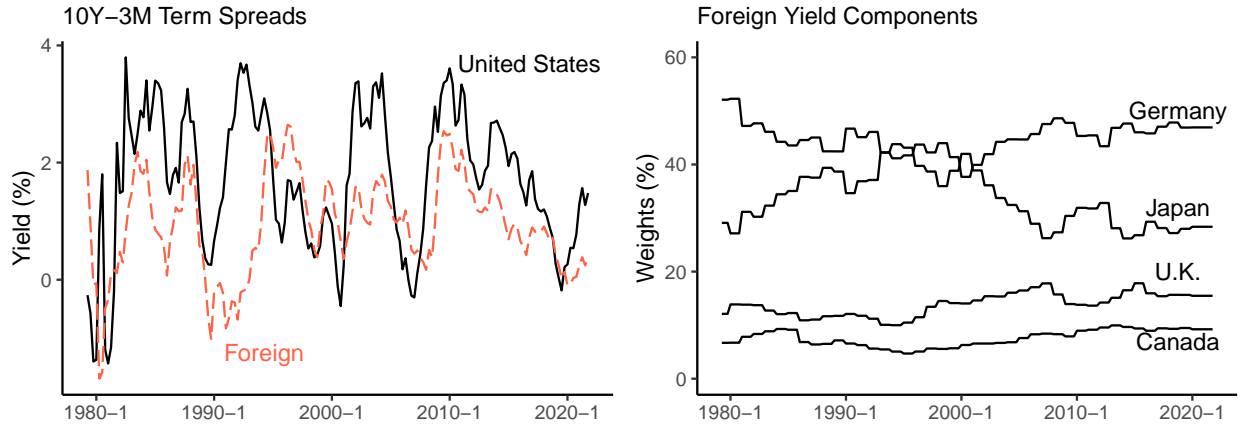 10Y−3M Term Spreads
Yield (%)
4
2
0
United States
Foreign
1980−1
1990−1
2000−1
2010−1
2020−1
Foreign Yield Components
Weights (%)
60
40
20
0
Germany
Japan
U.K.
Canada
1980−1
1990−1
2000−1
2010−1
2020−1